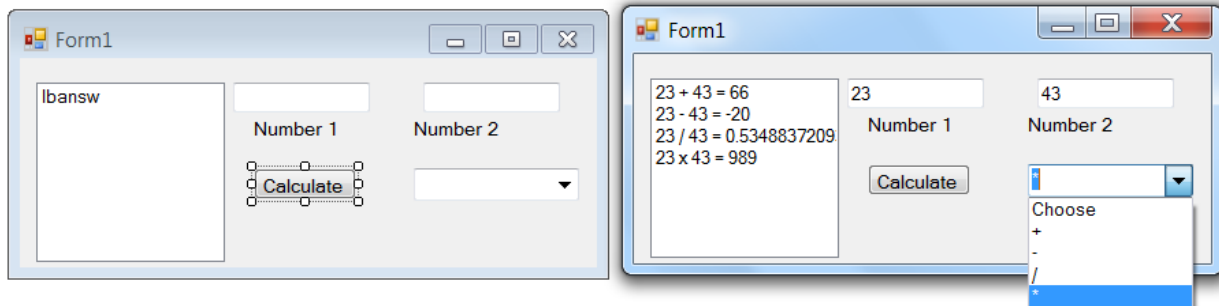 Form1
lbansw
Number 1
Number 2
Calculate
Form1
23 + 43 = 66
23 - 43 = -20
23 / 43 = 0.5348837209
23 x 43 = 989
23
43
Number 1
Number 2
Calculate
*
Choose
+
-
/
*